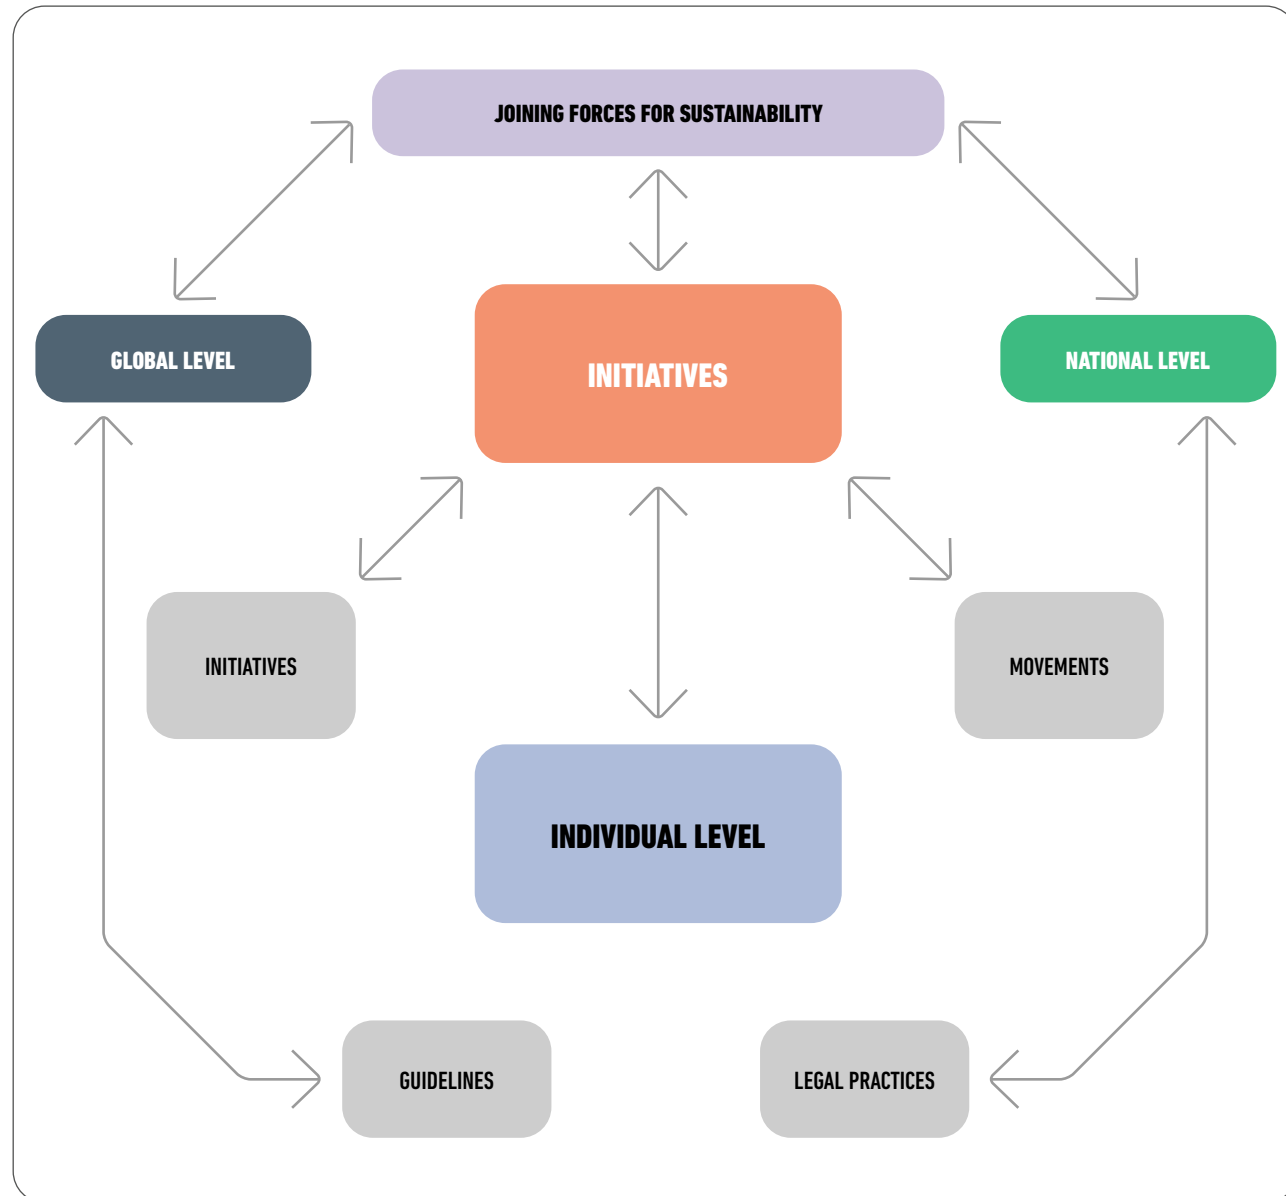 JOINING FORCES FOR SUSTAINABILITY
GLOBAL LEVEL
INITIATIVES
NATIONAL LEVEL
INITIATIVES
MOVEMENTS
INDIVIDUAL LEVEL
GUIDELINES
LEGAL PRACTICES